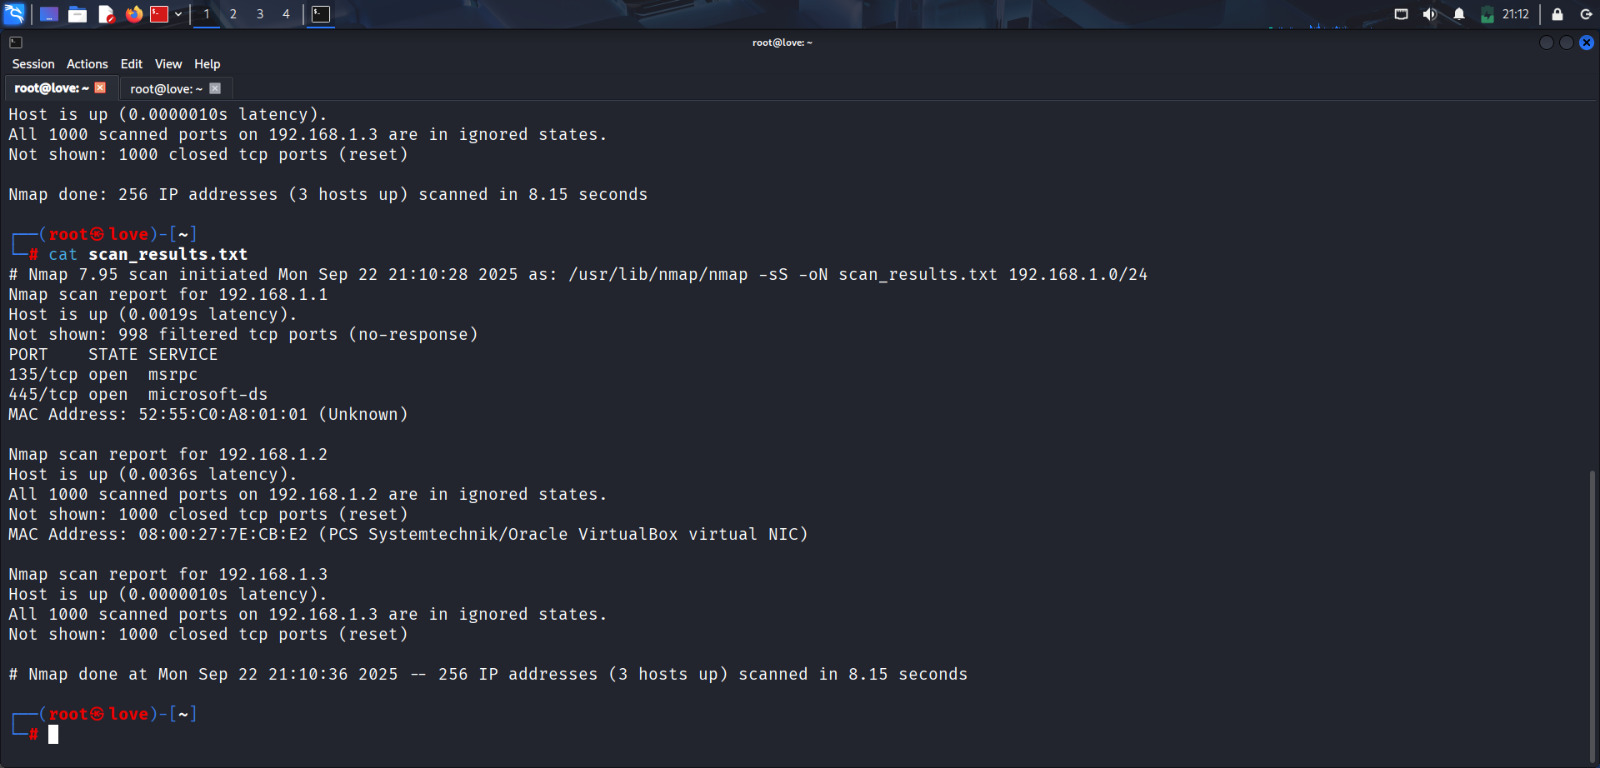 1 2 3 4
21:12
root@love: ~
Session Actions Edit View Help
root@love: ~ root@love: ~
Host is up (0.0000010s latency).
All 1000 scanned ports on 192.168.1.3 are in ignored states.
Not shown: 1000 closed tcp ports (reset)
Nmap done: 256 IP addresses (3 hosts up) scanned in 8.15 seconds
┌──(root㉿love)-[~]
└─# cat scan_results.txt
# Nmap 7.95 scan initiated Mon Sep 22 21:10:28 2025 as: /usr/lib/nmap/nmap -sS -oN scan_results.txt 192.168.1.0/24
Nmap scan report for 192.168.1.1
Host is up (0.0019s latency).
Not shown: 998 filtered tcp ports (no-response)
PORT    STATE SERVICE
135/tcp open  msrpc
445/tcp open  microsoft-ds
MAC Address: 52:55:C0:A8:01:01 (Unknown)
Nmap scan report for 192.168.1.2
Host is up (0.0036s latency).
All 1000 scanned ports on 192.168.1.2 are in ignored states.
Not shown: 1000 closed tcp ports (reset)
MAC Address: 08:00:27:7E:CB:E2 (PCS Systemtechnik/Oracle VirtualBox virtual NIC)
Nmap scan report for 192.168.1.3
Host is up (0.0000010s latency).
All 1000 scanned ports on 192.168.1.3 are in ignored states.
Not shown: 1000 closed tcp ports (reset)
# Nmap done at Mon Sep 22 21:10:36 2025 -- 256 IP addresses (3 hosts up) scanned in 8.15 seconds
┌──(root㉿love)-[~]
└─#